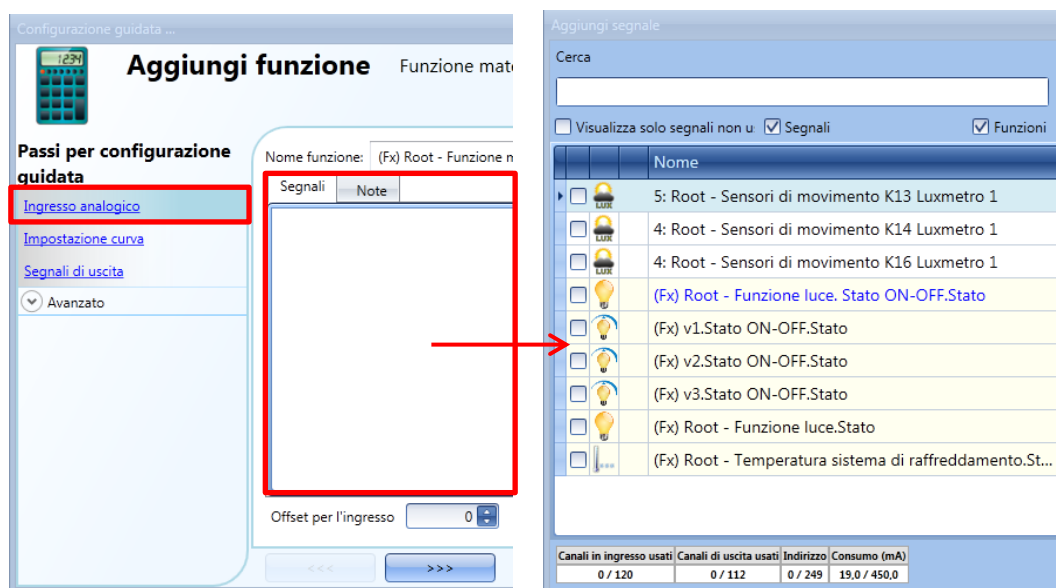 Configurazione guidata ...
1234
Aggiungi funzione
Funzione mate
Passi per configurazione
guidata
Ingresso analogico
Impostazione curva
Segnali di uscita
Avanzato
Nome funzione:
(Fx) Root - Funzione m
Segnali
Note
Offset per l'ingresso
0
<<<
>>>
Aggiungi segnale
Cerca
Visualizza solo segnali non u
Segnali
Funzioni
Nome
LUX
5: Root - Sensori di movimento K13 Luxmetro 1
LUX
4: Root - Sensori di movimento K14 Luxmetro 1
LUX
4: Root - Sensori di movimento K16 Luxmetro 1
(Fx) Root - Funzione luce. Stato ON-OFF.Stato
(Fx) v1.Stato ON-OFF.Stato
(Fx) v2.Stato ON-OFF.Stato
(Fx) v3.Stato ON-OFF.Stato
(Fx) Root - Funzione luce.Stato
(Fx) Root - Temperatura sistema di raffreddamento.St...
Canali in ingresso usati Canali di uscita usati Indirizzo Consumo (mA)
0 / 120 0 / 112 0 / 249 19,0 / 450,0